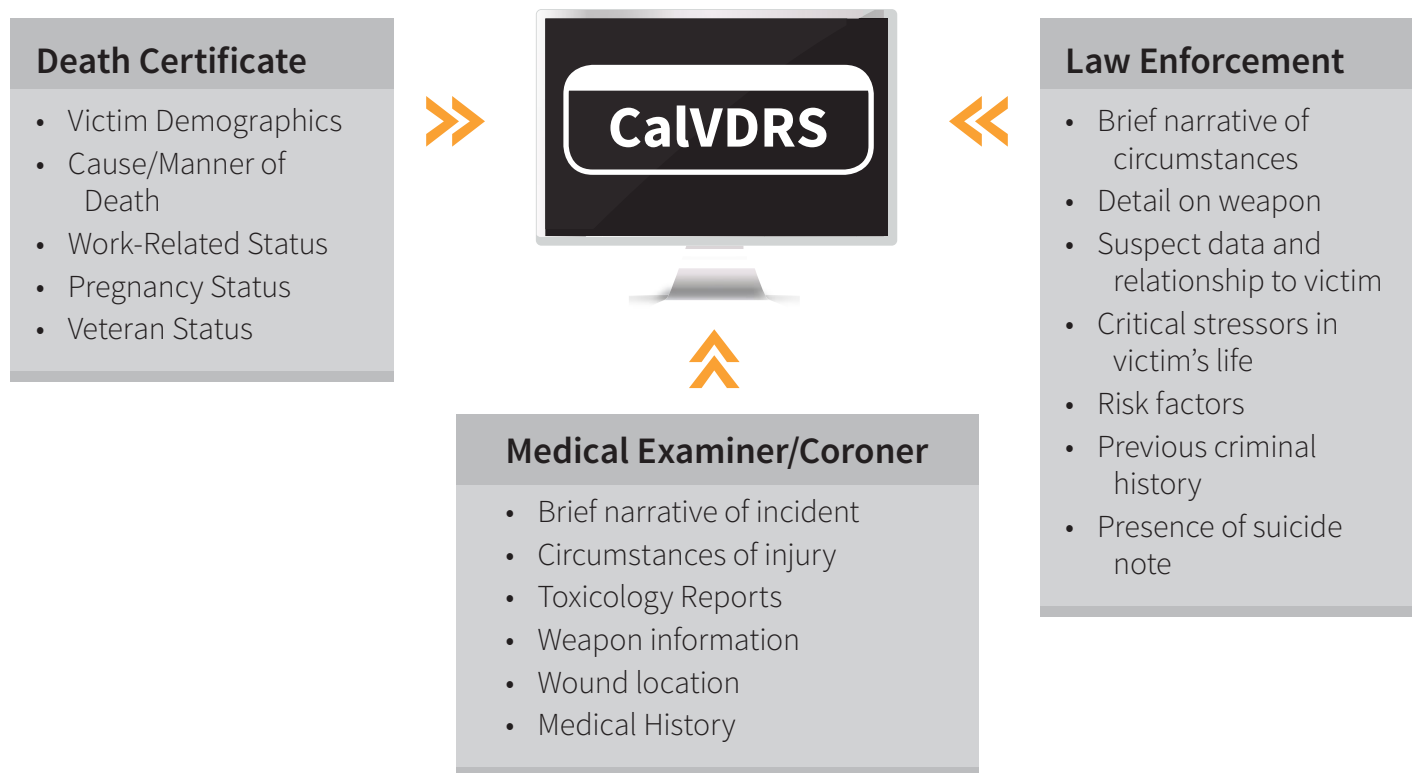 Death Certificate
• Victim Demographics
• Cause/Manner of
Death
• Work-Related Status
• Pregnancy Status
• Veteran Status
CalVDRS
Law Enforcement
• Brief narrative of
circumstances
• Detail on weapon
• Suspect data and
relationship to victim
• Critical stressors in
victim’s life
• Risk factors
• Previous criminal
history
• Presence of suicide
note
Medical Examiner/Coroner
• Brief narrative of incident
• Circumstances of injury
• Toxicology Reports
• Weapon information
• Wound location
• Medical History